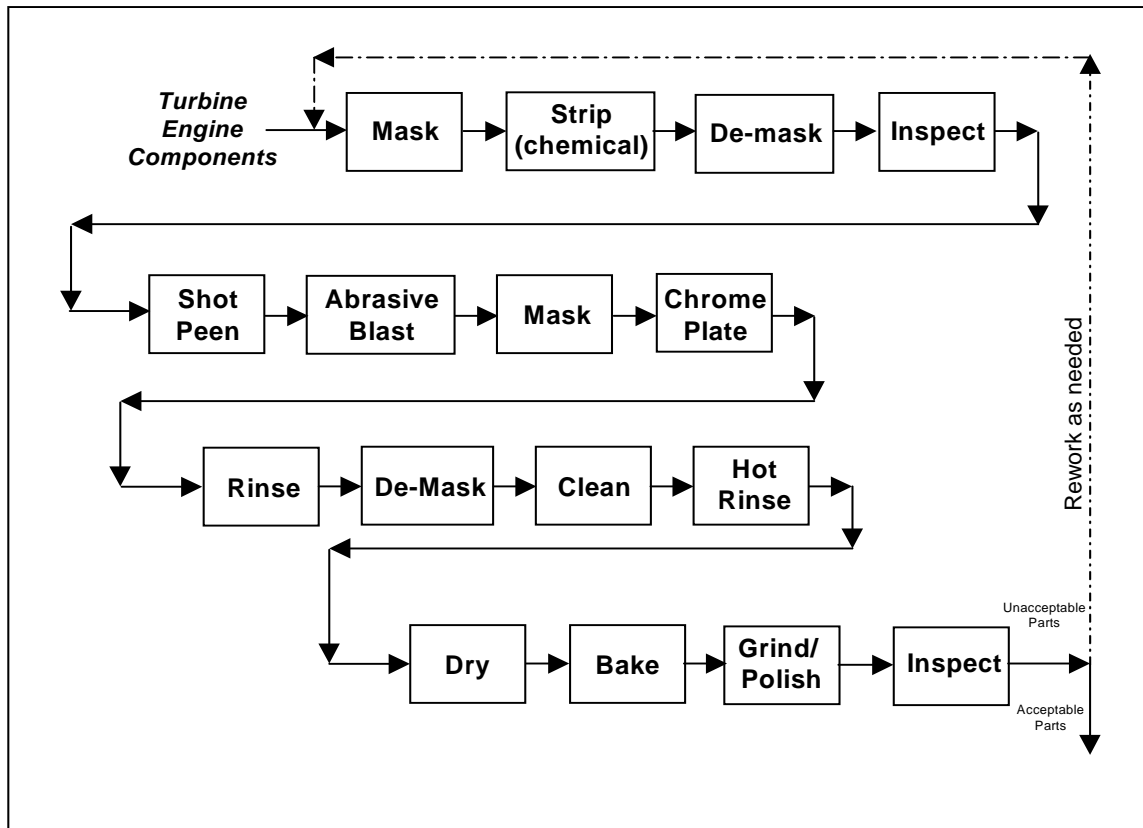 Turbine
Engine
Components
Mask
Strip
(chemical)
De-mask
Inspect
Shot
Peen
Abrasive
Blast
Mask
Chrome
Plate
Rinse
De-Mask
Clean
Hot
Rinse
Dry
Bake
Grind/
Polish
Inspect
Unacceptable
Parts
Acceptable
Parts
Rework as needed